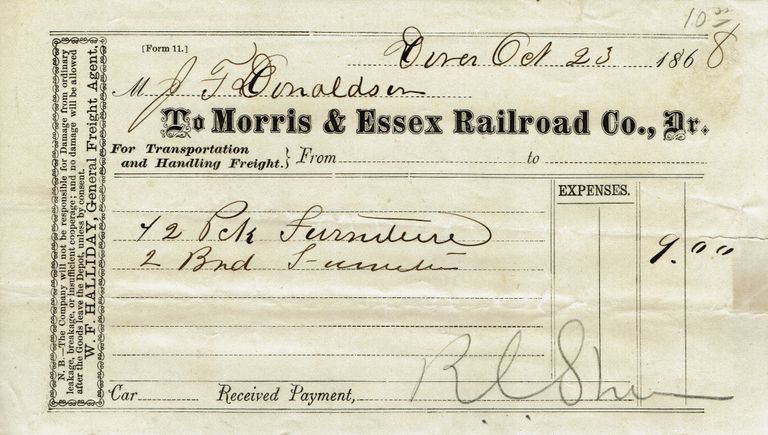 10 00
[Form 11.]
Dover Oct 23 1868
M J F Donaldson
To Morris & Essex Railroad Co., Dr.
For Transportation and Handling Freight. } From to
EXPENSES.
42 Pck Furniture
2 Bnd Furniture
9.00
Car Received Payment,
N. B.—The Company will not be responsible for Damage from ordinary
leakage, breakage, or insufficient cooperage; and no damage will be allowed
after the Goods leave the Depot, unless by consent.
W. F. HALLIDAY, General Freight Agent.